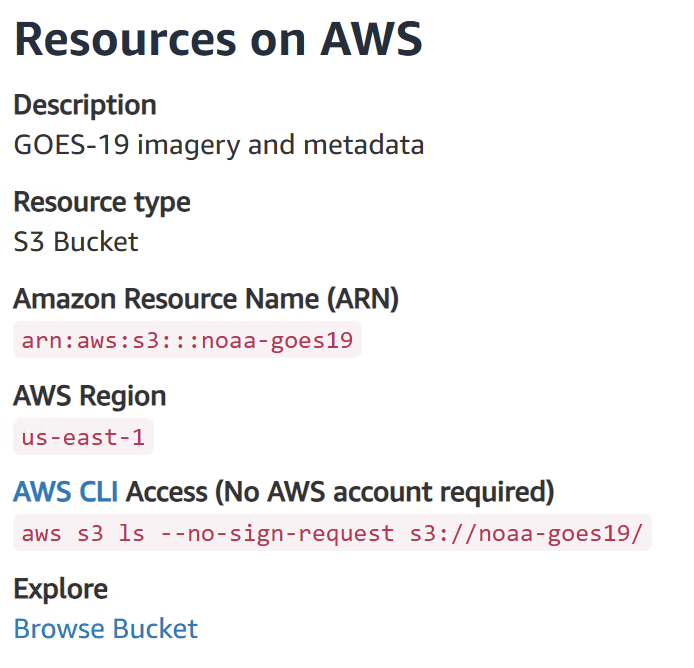 Resources on AWS
Description
GOES-19 imagery and metadata
Resource type
S3 Bucket
Amazon Resource Name (ARN)
arn:aws:s3:::noaa-goes19
AWS Region
us-east-1
AWS CLI Access (No AWS account required)
aws s3 ls --no-sign-request s3://noaa-goes19/
Explore
Browse Bucket